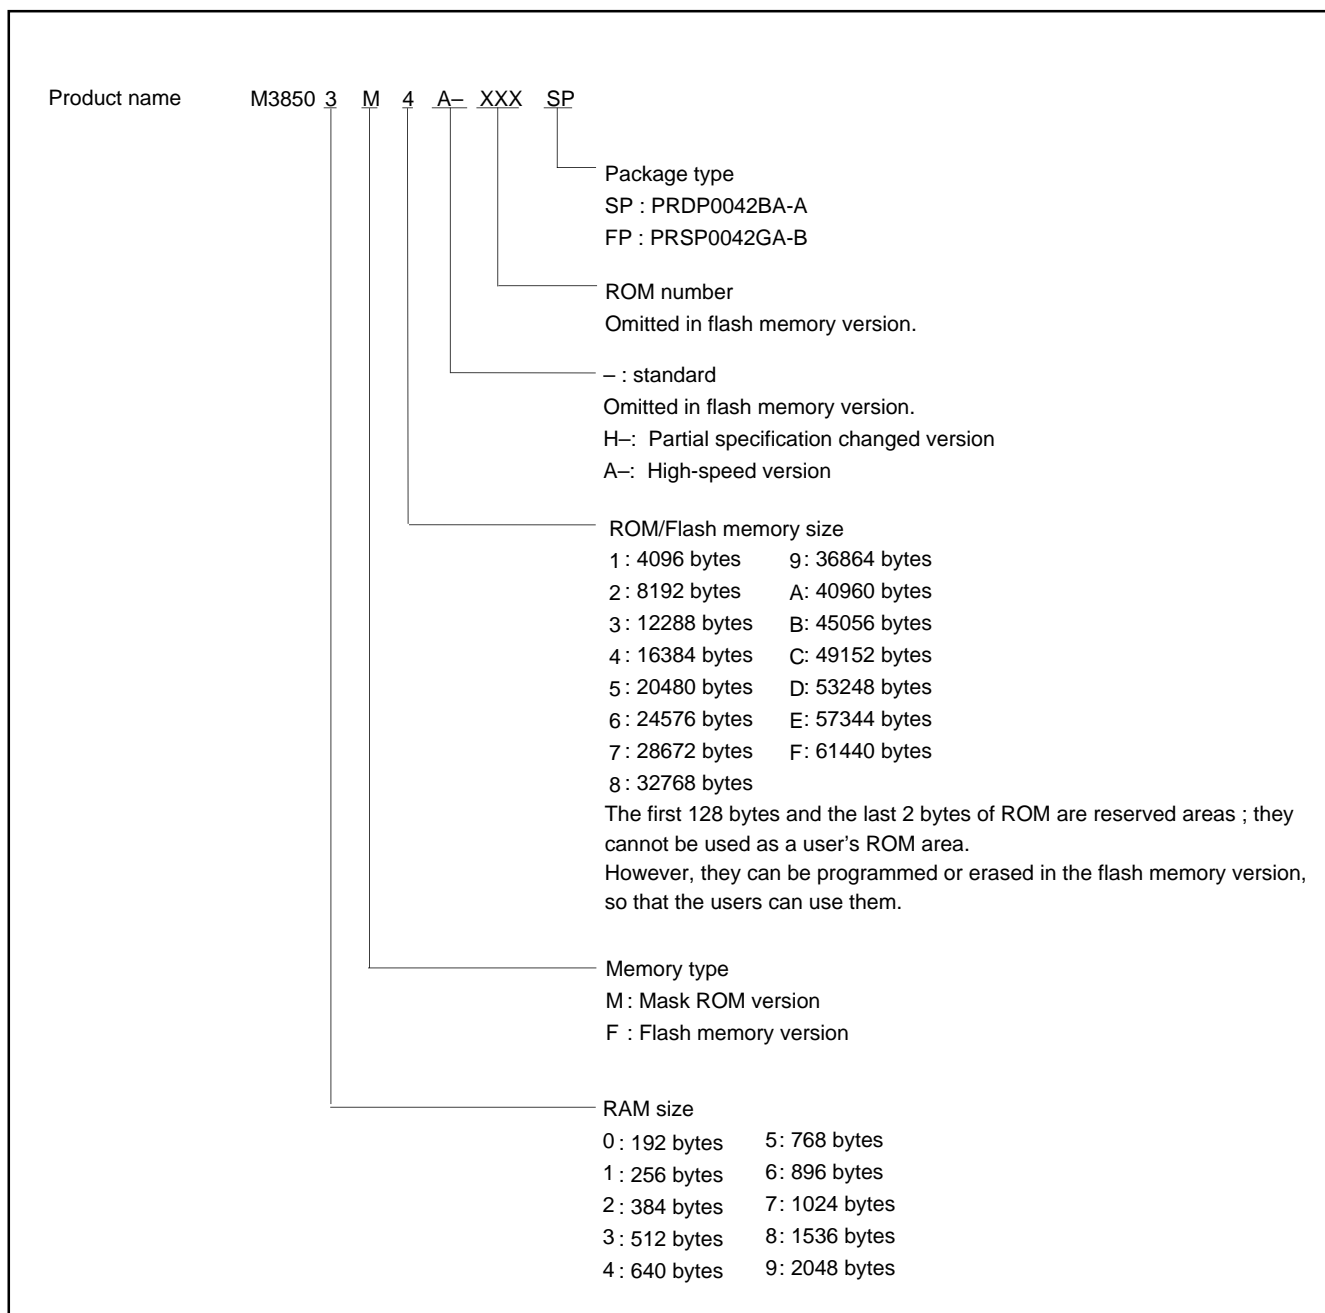 Product name M3850 3 M 4 A– XXX SP
Package type
SP : PRDP0042BA-A
FP : PRSP0042GA-B
ROM number
Omitted in flash memory version.
– : standard
Omitted in flash memory version.
H–: Partial specification changed version
A–: High-speed version
ROM/Flash memory size
1 : 4096 bytes 9 : 36864 bytes
2 : 8192 bytes A: 40960 bytes
3 : 12288 bytes B: 45056 bytes
4 : 16384 bytes C: 49152 bytes
5 : 20480 bytes D: 53248 bytes
6 : 24576 bytes E: 57344 bytes
7 : 28672 bytes F: 61440 bytes
8 : 32768 bytes
The first 128 bytes and the last 2 bytes of ROM are reserved areas ; they
cannot be used as a user’s ROM area.
However, they can be programmed or erased in the flash memory version,
so that the users can use them.
Memory type
M : Mask ROM version
F : Flash memory version
RAM size
0 : 192 bytes 5 : 768 bytes
1 : 256 bytes 6 : 896 bytes
2 : 384 bytes 7 : 1024 bytes
3 : 512 bytes 8 : 1536 bytes
4 : 640 bytes 9 : 2048 bytes